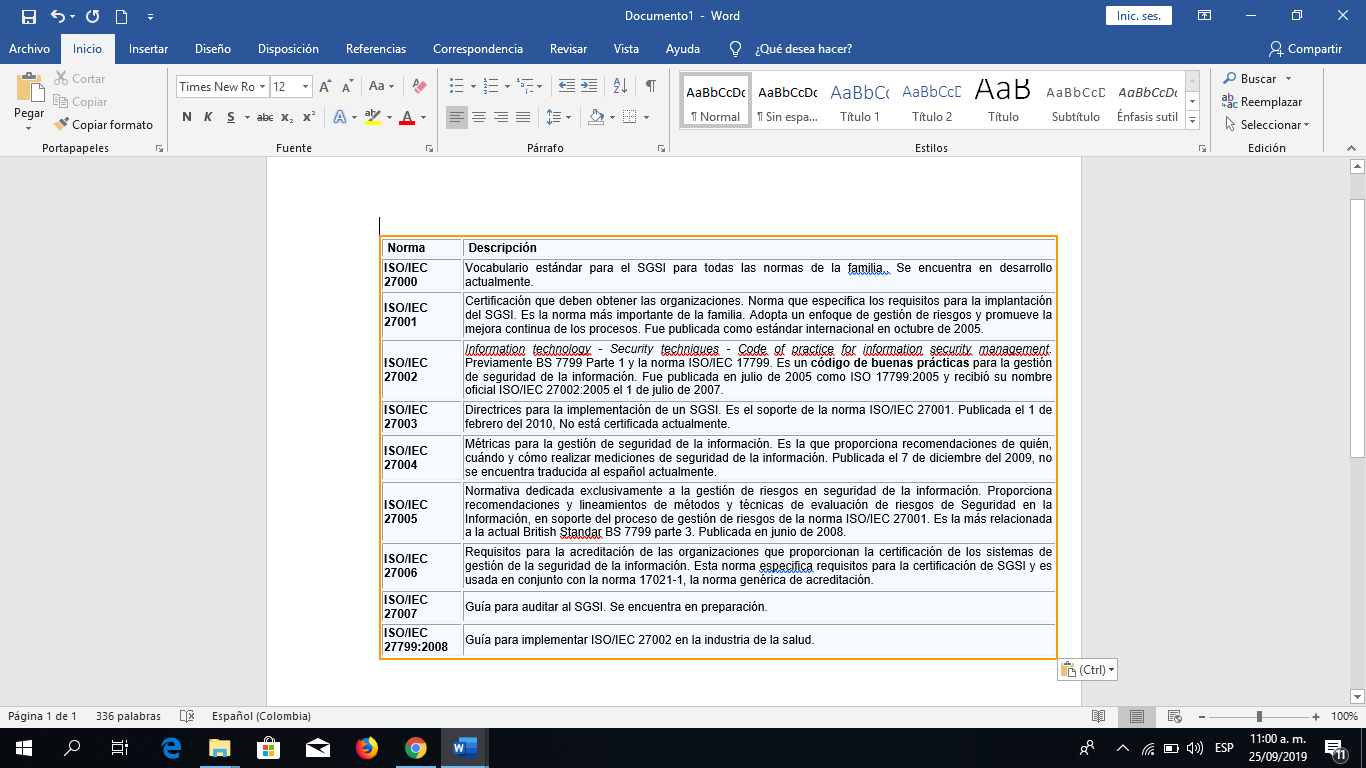 Documento1 - Word
Inic. ses.
Archivo Inicio Insertar Diseño Disposición Referencias Correspondencia Revisar Vista Ayuda ¿Qué desea hacer? Compartir
Pegar
Cortar
Copiar
Copiar formato
Portapapeles
Times New Ro 12
A A Aa
N K S abc x₂ x² A ab A
Fuente
Párrafo
AaBbCcDc AaBbCcDc AaBbCc AaBbCcD AaB AaBbCcD AaBbCcDc
¶ Normal ¶ Sin espa... Título 1 Título 2 Título Subtítulo Énfasis sutil
Estilos
Buscar
Reemplazar
Seleccionar
Edición
Norma Descripción
ISO/IEC 27000
Vocabulario estándar para el SGSI para todas las normas de la familia.. Se encuentra en desarrollo
actualmente.
ISO/IEC 27001
Certificación que deben obtener las organizaciones. Norma que especifica los requisitos para la implantación
del SGSI. Es la norma más importante de la familia. Adopta un enfoque de gestión de riesgos y promueve la
mejora continua de los procesos. Fue publicada como estándar internacional en octubre de 2005.
ISO/IEC 27002
Information technology - Security techniques - Code of practice for information security management.
Previamente BS 7799 Parte 1 y la norma ISO/IEC 17799. Es un código de buenas prácticas para la gestión
de seguridad de la información. Fue publicada en julio de 2005 como ISO 17799:2005 y recibió su nombre
oficial ISO/IEC 27002:2005 el 1 de julio de 2007.
ISO/IEC 27003
Directrices para la implementación de un SGSI. Es el soporte de la norma ISO/IEC 27001. Publicada el 1 de
febrero del 2010, No está certificada actualmente.
ISO/IEC 27004
Métricas para la gestión de seguridad de la información. Es la que proporciona recomendaciones de quién,
cuándo y cómo realizar mediciones de seguridad de la información. Publicada el 7 de diciembre del 2009, no
se encuentra traducida al español actualmente.
ISO/IEC 27005
Normativa dedicada exclusivamente a la gestión de riesgos en seguridad de la información. Proporciona
recomendaciones y lineamientos de métodos y técnicas de evaluación de riesgos de Seguridad en la
Información, en soporte del proceso de gestión de riesgos de la norma ISO/IEC 27001. Es la más relacionada
a la actual British Standar BS 7799 parte 3. Publicada en junio de 2008.
ISO/IEC 27006
Requisitos para la acreditación de las organizaciones que proporcionan la certificación de los sistemas de
gestión de la seguridad de la información. Esta norma especifica requisitos para la certificación de SGSI y es
usada en conjunto con la norma 17021-1, la norma genérica de acreditación.
ISO/IEC 27007
Guía para auditar al SGSI. Se encuentra en preparación.
ISO/IEC 27799:2008
Guía para implementar ISO/IEC 27002 en la industria de la salud.
(Ctrl)
Página 1 de 1 336 palabras Español (Colombia) 100%
ESP
11:00 a. m.
25/09/2019
11